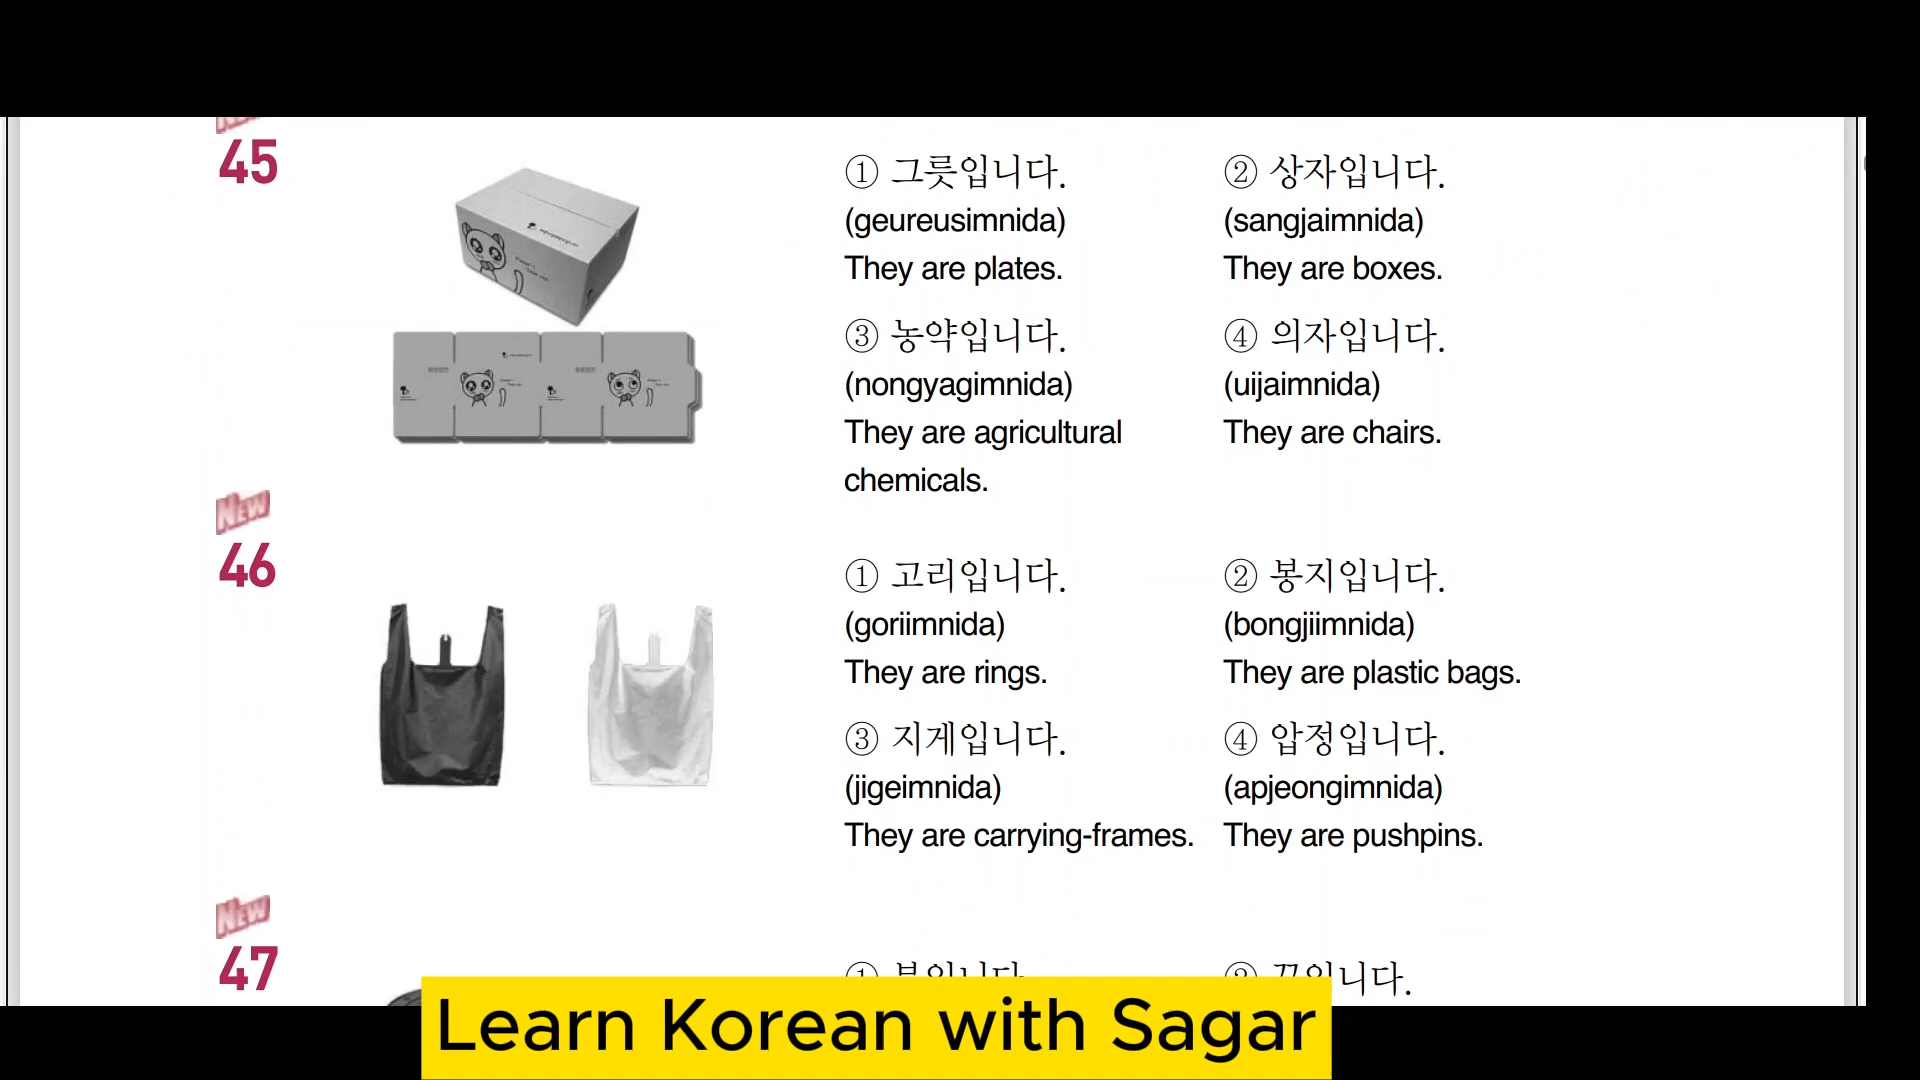 45
① 그릇입니다. ② 상자입니다.
(geureusimnida) (sangjaimnida)
They are plates. They are boxes.
③ 농약입니다. ④ 의자입니다.
(nongyagimnida) (uijaimnida)
They are agricultural They are chairs.
chemicals.
NEW
46
① 고리입니다. ② 봉지입니다.
(goriimnida) (bongjiimnida)
They are rings. They are plastic bags.
③ 지게입니다. ④ 압정입니다.
(jigeimnida) (apjeongimnida)
They are carrying-frames. They are pushpins.
NEW
47
Learn Korean with Sagar